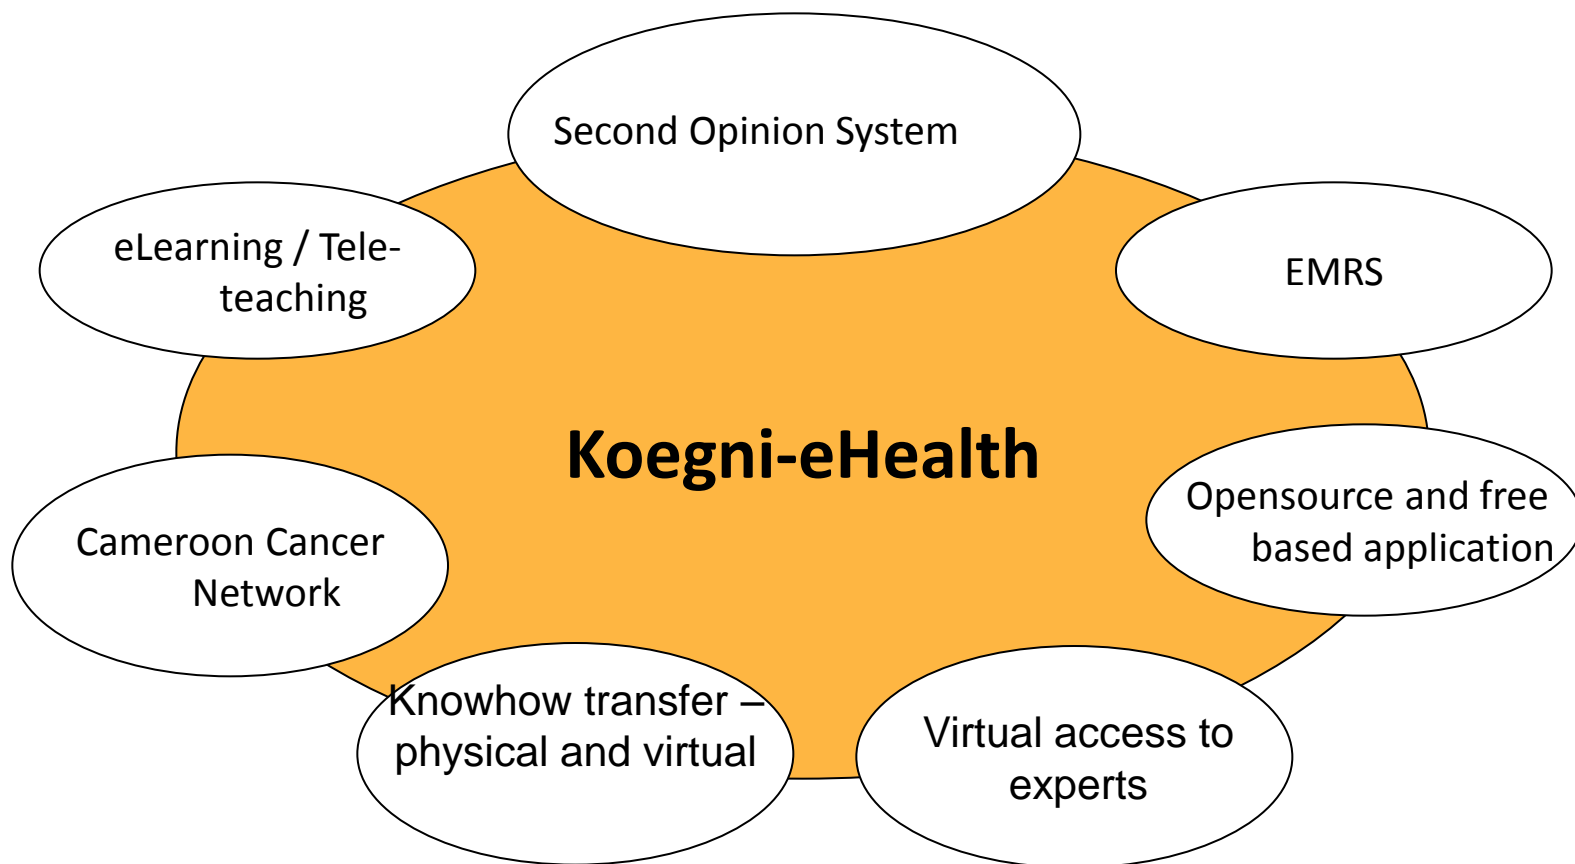 Second Opinion System
eLearning / Tele-
teaching
EMRS
Koegni-eHealth
Opensource and free
based application
Cameroon Cancer
Network
Knowhow transfer –
physical and virtual
Virtual access to
experts